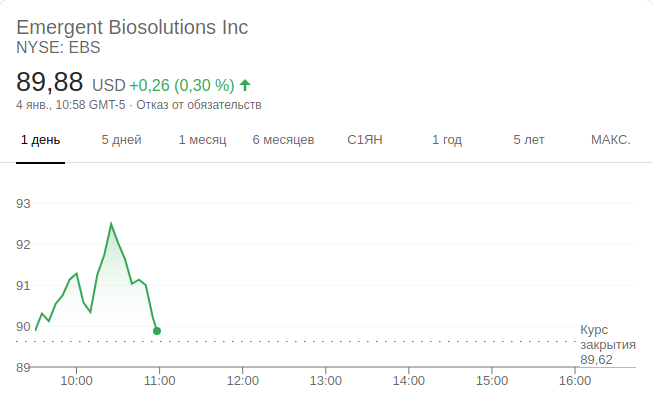 Emergent Biosolutions Inc
NYSE: EBS
89,88 USD +0,26 (0,30 %)
4 янв., 10:58 GMT-5 · Отказ от обязательств
1 день 5 дней 1 месяц 6 месяцев С1ЯН 1 год 5 лет МАКС.
93
92
91
90
Курс
закрытия
89,62
89
10:00 11:00 12:00 13:00 14:00 15:00 16:00